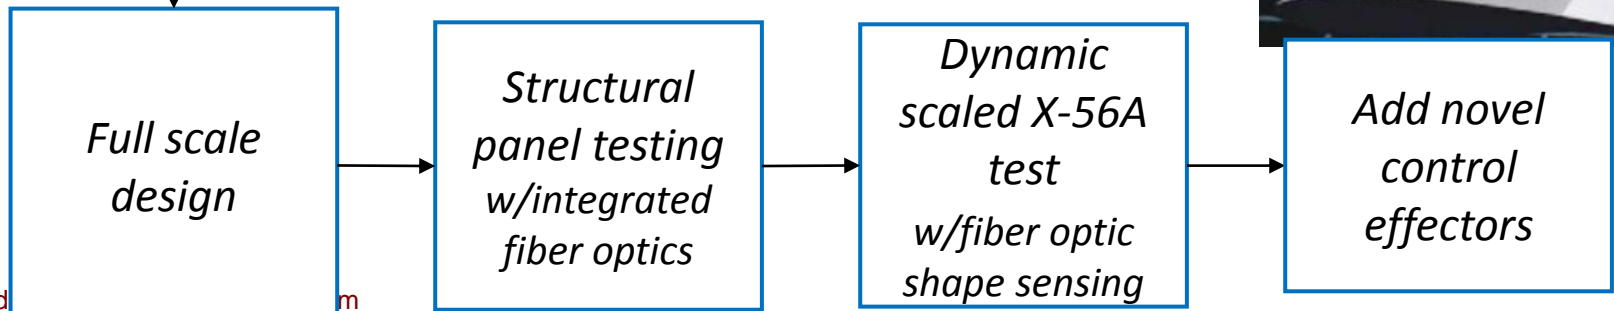 Full scale
design
Structural
panel testing
w/integrated
fiber optics
Dynamic
scaled X-56A
test
w/fiber optic
shape sensing
Add novel
control
effectors
d
m